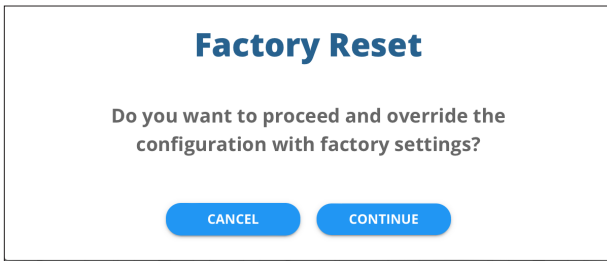 Factory Reset
Do you want to proceed and override the
configuration with factory settings?
CANCEL CONTINUE